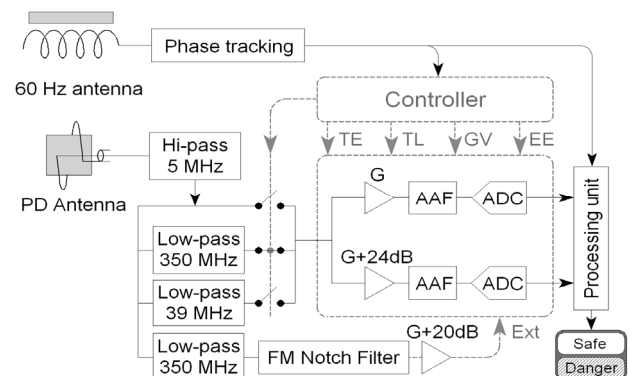 Phase tracking
60 Hz antenna
Controller
TE
TL
GV
EE
Hi-pass
5 MHz
PD Antenna
G
AAF
ADC
Low-pass
350 MHz
G+24dB
AAF
ADC
Processing unit
Low-pass
39 MHz
Low-pass
350 MHz
FM Notch Filter
G+20dB
Ext
Safe
Danger